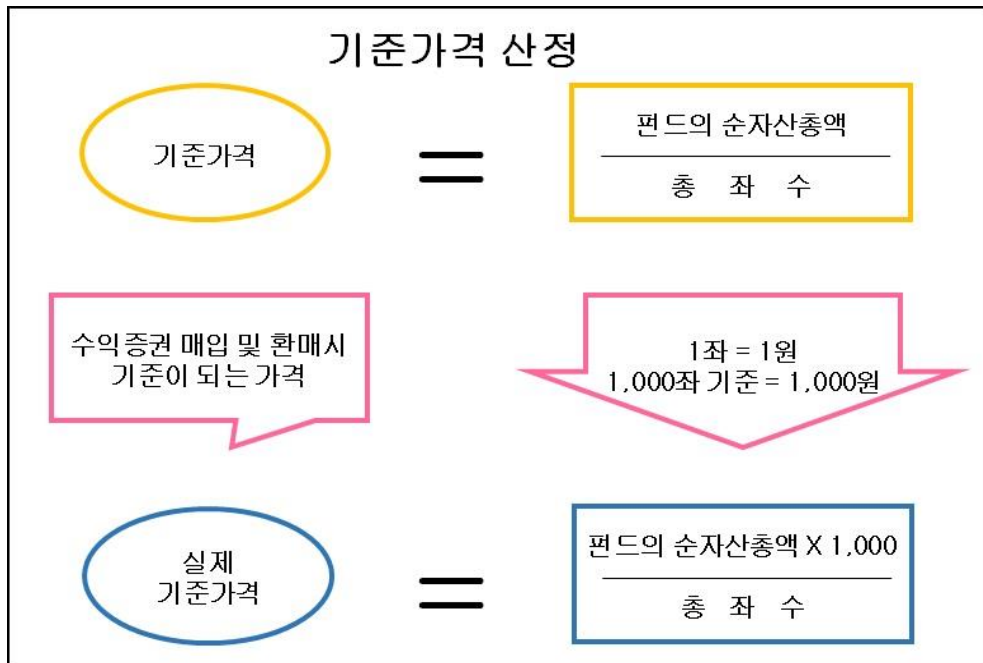 기준가격 산정
기준가격
=
펀드의 순자산총액
총 좌 수
수익증권 매입 및 환매시
기준이 되는 가격
1좌 = 1원
1,000좌 기준 = 1,000원
실제
기준가격
=
펀드의 순자산총액 X 1,000
총 좌 수